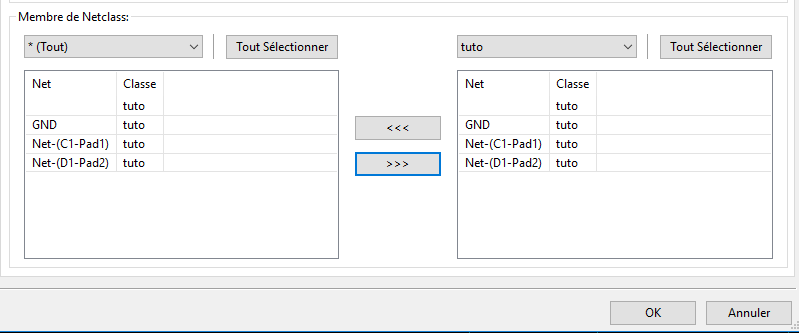 Membre de Netclass:
* (Tout) Tout Sélectionner tuto Tout Sélectionner
Net Classe Net Classe
tuto tuto
GND tuto <<< GND tuto
Net-(C1-Pad1) tuto Net-(C1-Pad1) tuto
Net-(D1-Pad2) tuto >>> Net-(D1-Pad2) tuto
OK Annuler